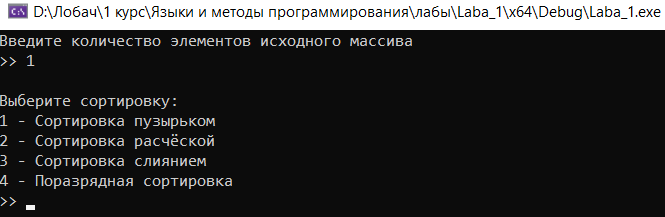 D:\Лобач\1 курс\Языки и методы программирования\лабы\Laba_1\x64\Debug\Laba_1.exe
Введите количество элементов исходного массива
>> 1
Выберите сортировку:
1 - Сортировка пузырьком
2 - Сортировка расчёской
3 - Сортировка слиянием
4 - Поразрядная сортировка
>>